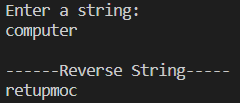 Enter a string:
computer
------Reverse String-----
retupmoc